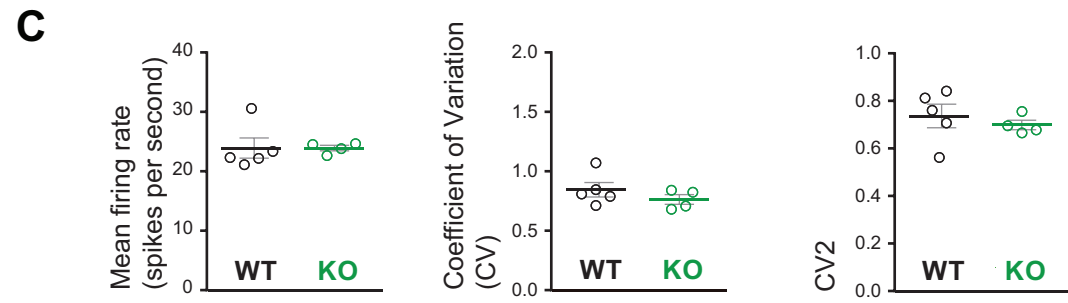 C
Mean firing rate
(spikes per second)
40
30
20
10
0
WT
KO
Coefficient of Variation
(CV)
2.0
1.5
1.0
0.5
0.0
WT
KO
CV2
1.0
0.8
0.6
0.4
0.2
0.0
WT
KO